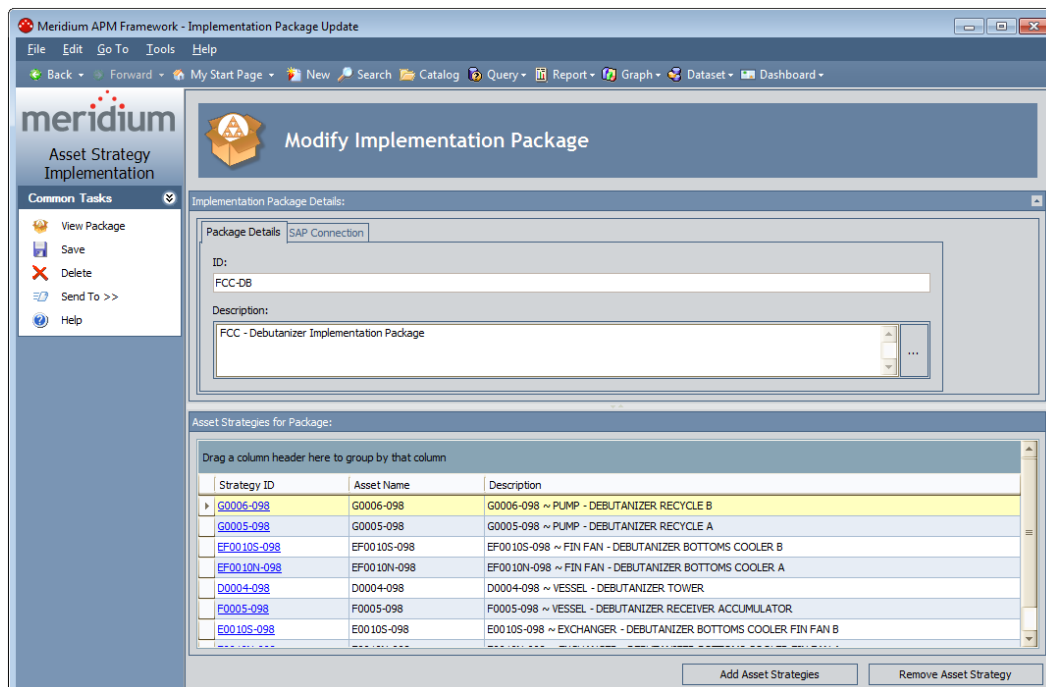 Meridium APM Framework - Implementation Package Update
File Edit Go To Tools Help
Back Forward My Start Page New Search Catalog Query Report Graph Dataset Dashboard
meridium
Asset Strategy
Implementation
Common Tasks
View Package
Save
Delete
Send To >>
Help
Modify Implementation Package
Implementation Package Details:
Package Details SAP Connection
ID:
FCC-DB
Description:
FCC - Debutanizer Implementation Package
...
Asset Strategies for Package:
Drag a column header here to group by that column
Strategy ID Asset Name Description
G0006-098 G0006-098 G0006-098 ~ PUMP - DEBUTANIZER RECYCLE B
G0005-098 G0005-098 G0005-098 ~ PUMP - DEBUTANIZER RECYCLE A
EF0010S-098 EF0010S-098 EF0010S-098 ~ FIN FAN - DEBUTANIZER BOTTOMS COOLER B
EF0010N-098 EF0010N-098 EF0010N-098 ~ FIN FAN - DEBUTANIZER BOTTOMS COOLER A
D0004-098 D0004-098 D0004-098 ~ VESSEL - DEBUTANIZER TOWER
F0005-098 F0005-098 F0005-098 ~ VESSEL - DEBUTANIZER RECEIVER ACCUMULATOR
E0010S-098 E0010S-098 E0010S-098 ~ EXCHANGER - DEBUTANIZER BOTTOMS COOLER FIN FAN B
Add Asset Strategies Remove Asset Strategy